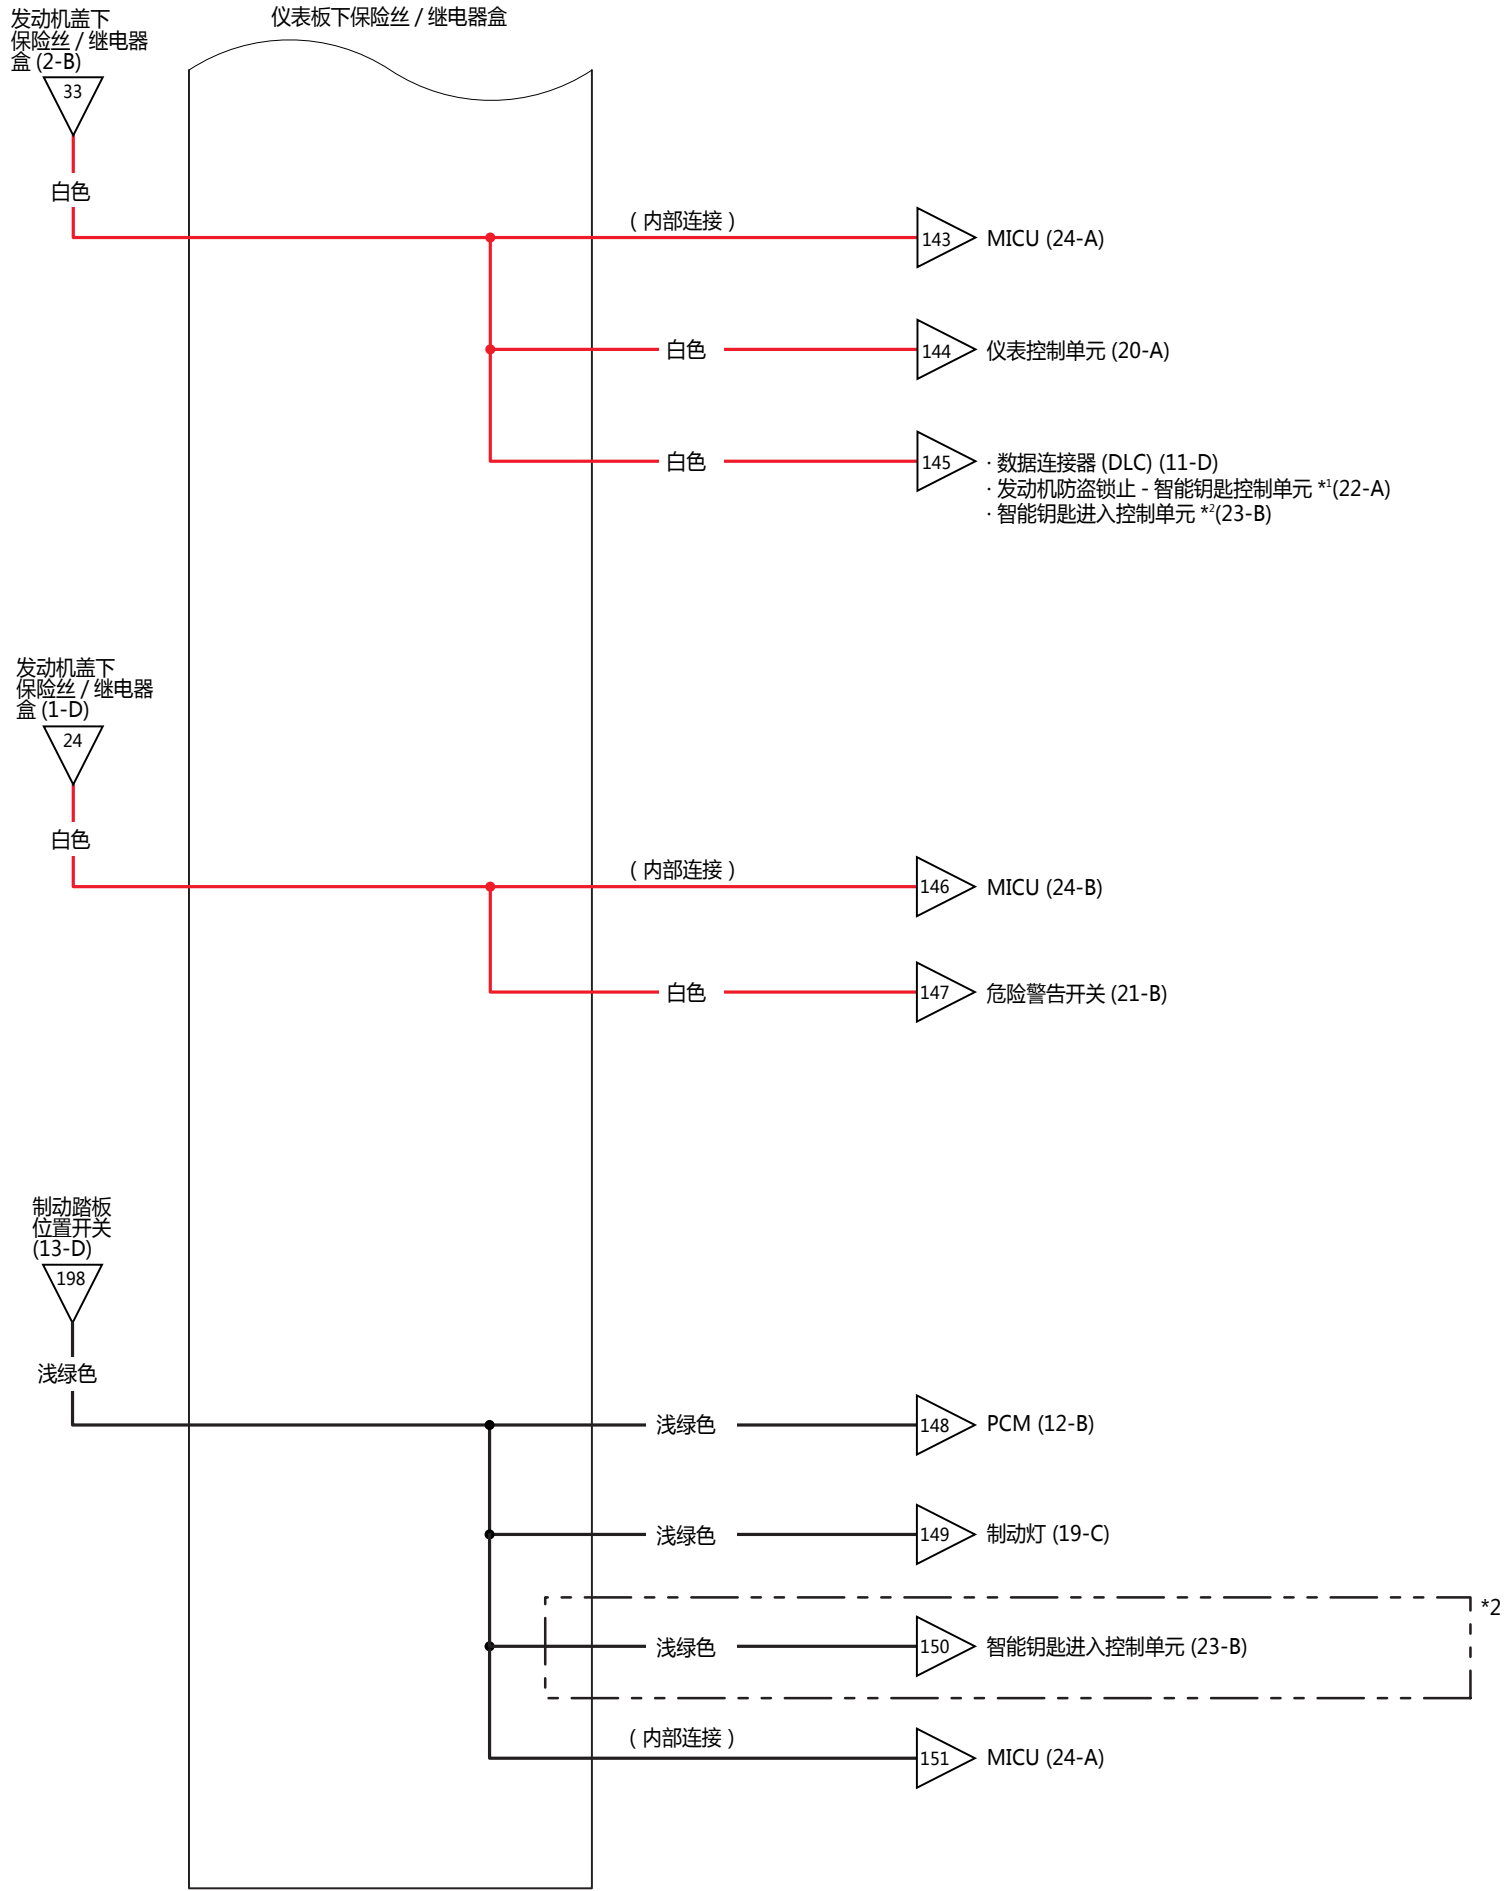 发动机盖下
保险丝 / 继电器
盒 (2-B)
33
白色
仪表板下保险丝 / 继电器盒
( 内部连接 )
143
MICU (24-A)
白色
144
仪表控制单元 (20-A)
白色
145
· 数据连接器 (DLC) (11-D)
· 发动机防盗锁止 - 智能钥匙控制单元 *1(22-A)
· 智能钥匙进入控制单元 *2(23-B)
发动机盖下
保险丝 / 继电器
盒 (1-D)
24
白色
( 内部连接 )
146
MICU (24-B)
白色
147
危险警告开关 (21-B)
制动踏板
位置开关
(13-D)
198
浅绿色
浅绿色
148
PCM (12-B)
浅绿色
149
制动灯 (19-C)
*2
浅绿色
150
智能钥匙进入控制单元 (23-B)
( 内部连接 )
151
MICU (24-A)